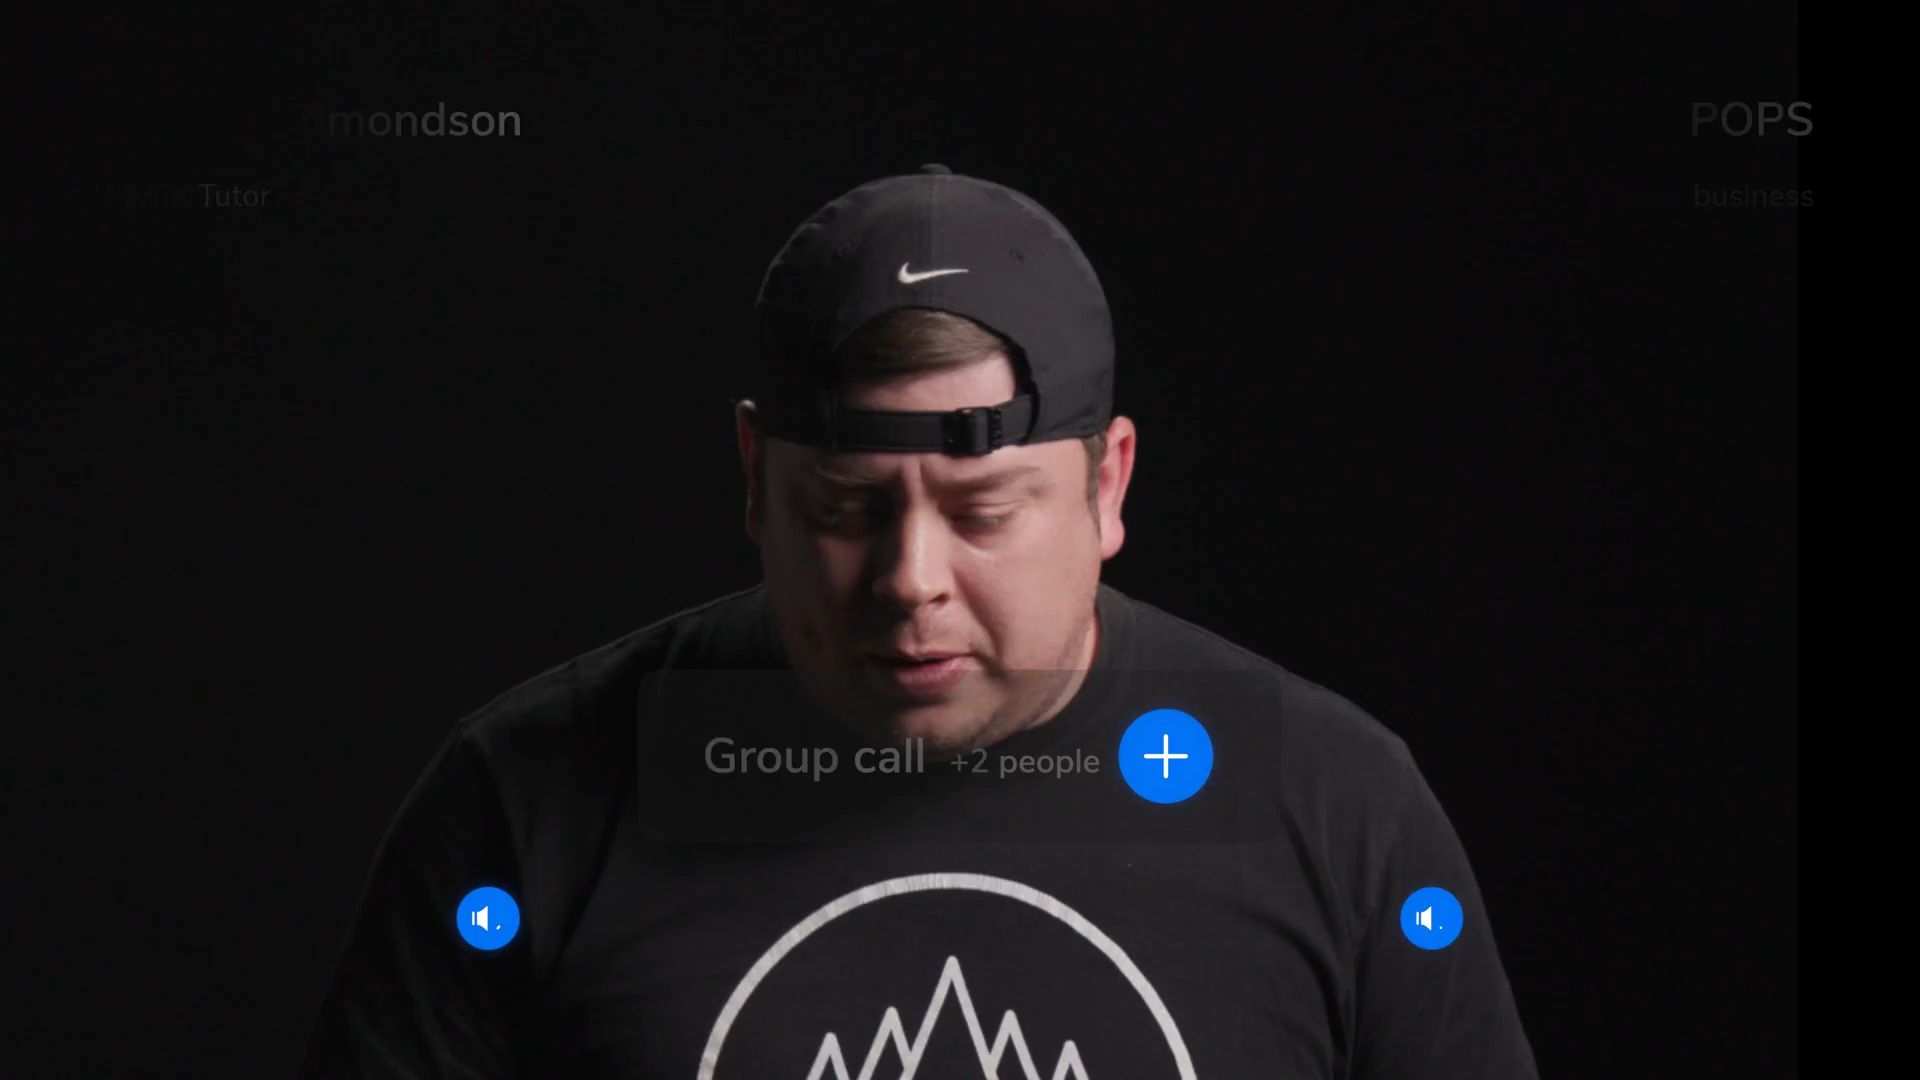 mondson
POPS
Tutor
business
Group call +2 people